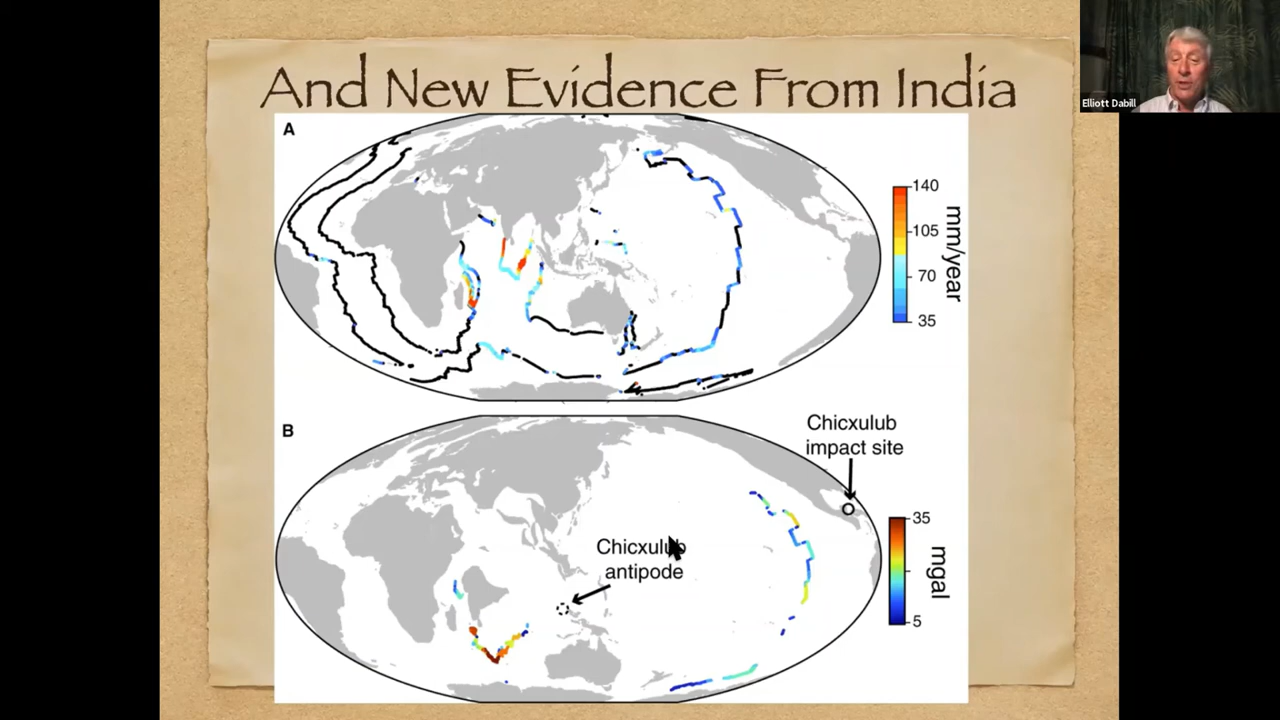 And New Evidence From India
Elliott Dabill
A
140
105
70
35
mm/year
B
Chicxulub
impact site
Chicxulub
antipode
35
5
mgal